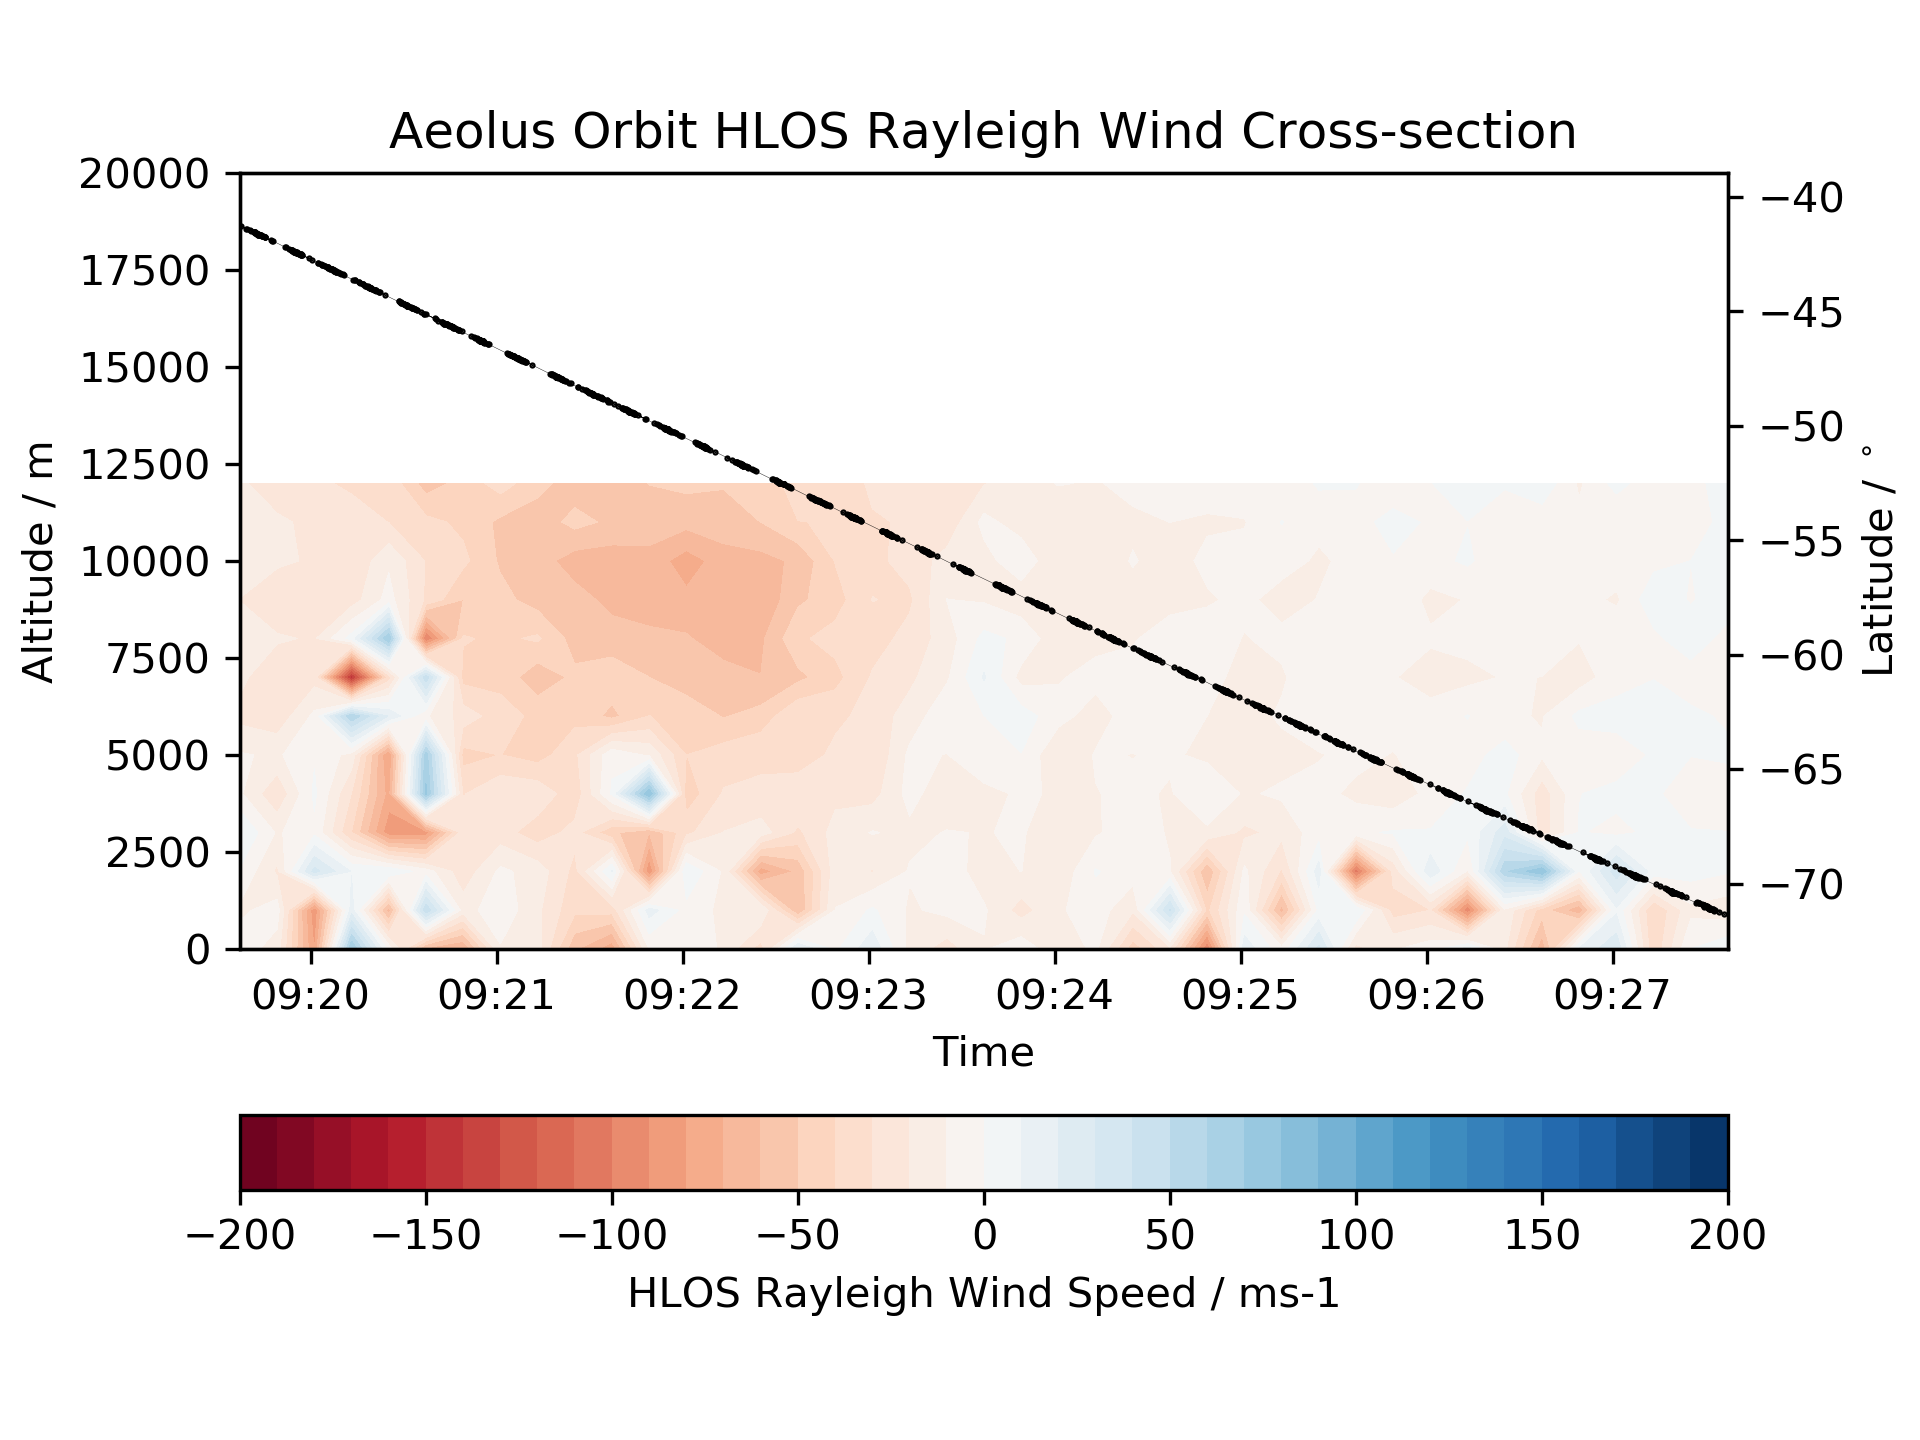 Aeolus Orbit HLOS Rayleigh Wind Cross-section
20000
17500
15000
12500
10000
7500
5000
2500
0
Altitude / m
−40
−45
−50
−55
−60
−65
−70
Latitude / °
09:20 09:21 09:22 09:23 09:24 09:25 09:26 09:27
Time
−200 −150 −100 −50 0 50 100 150 200
HLOS Rayleigh Wind Speed / ms-1